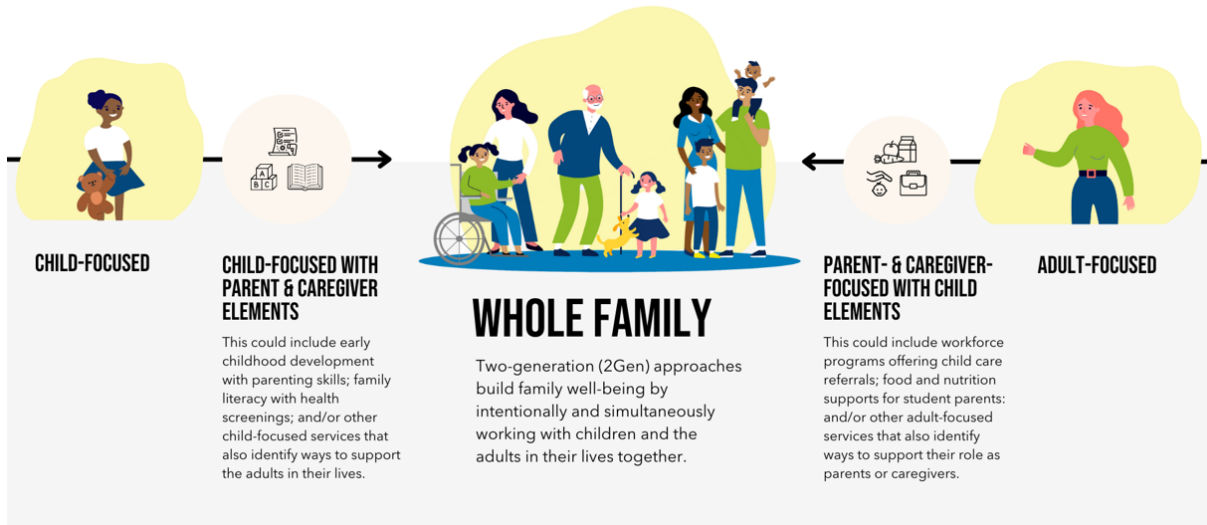 CHILD-FOCUSED
CHILD-FOCUSED WITH
PARENT & CAREGIVER
ELEMENTS
This could include early
childhood development
with parenting skills; family
literacy with health
screenings; and/or other
child-focused services that
also identify ways to support
the adults in their lives.
WHOLE FAMILY
Two-generation (2Gen) approaches
build family well-being by
intentionally and simultaneously
working with children and the
adults in their lives together.
PARENT- & CAREGIVER-
FOCUSED WITH CHILD
ELEMENTS
This could include workforce
programs offering child care
referrals; food and nutrition
supports for student parents:
and/or other adult-focused
services that also identify
ways to support their role as
parents or caregivers.
ADULT-FOCUSED
A
B C